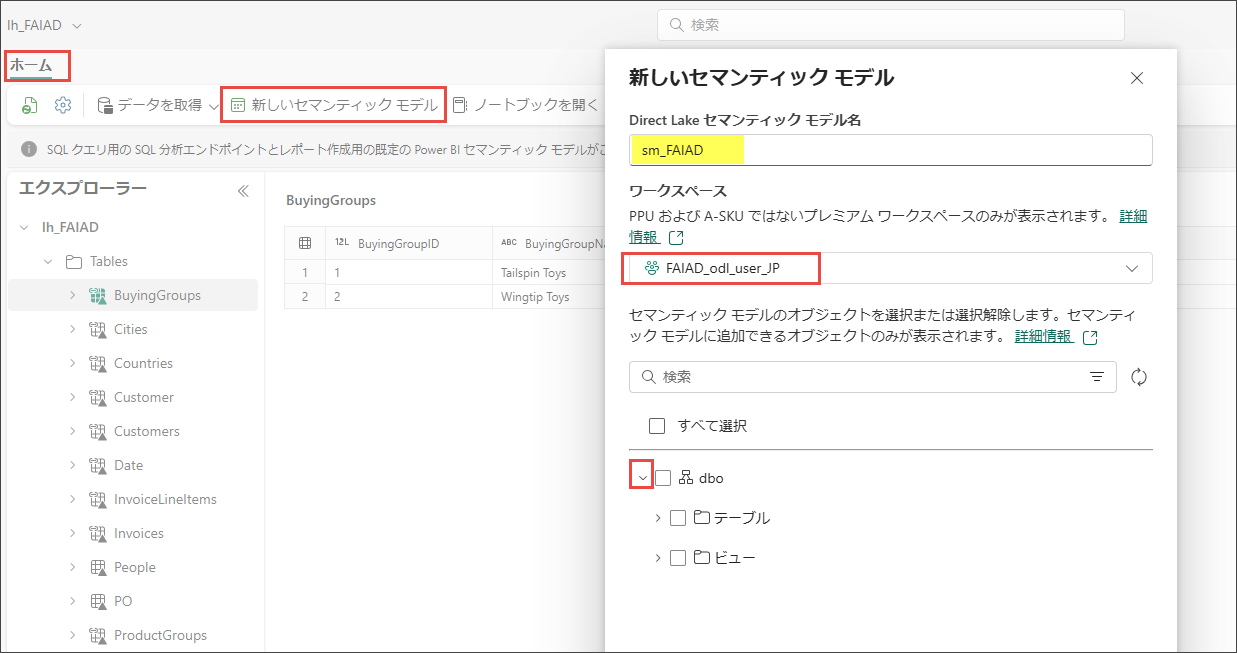 lh_FAIAD
検索
ホーム
データを取得
新しいセマンティック モデル
ノートブックを開く
SQL クエリ用の SQL 分析エンドポイントとレポート作成用の既定の Power BI セマンティック モデルが
エクスプローラー
lh_FAIAD
Tables
BuyingGroups
Cities
Countries
Customer
Customers
Date
InvoiceLineItems
Invoices
People
PO
ProductGroups
BuyingGroups
12L BuyingGroupID
ABC BuyingGroupNa
1 1 Tailspin Toys
2 2 Wingtip Toys
新しいセマンティック モデル
Direct Lake セマンティック モデル名
sm_FAIAD
ワークスペース
PPU および A-SKU ではないプレミアム ワークスペースのみが表示されます。 詳細
情報
FAIAD_odl_user_JP
セマンティック モデルのオブジェクトを選択または選択解除します。セマンティ
ック モデルに追加できるオブジェクトのみが表示されます。 詳細情報
検索
すべて選択
dbo
テーブル
ビュー